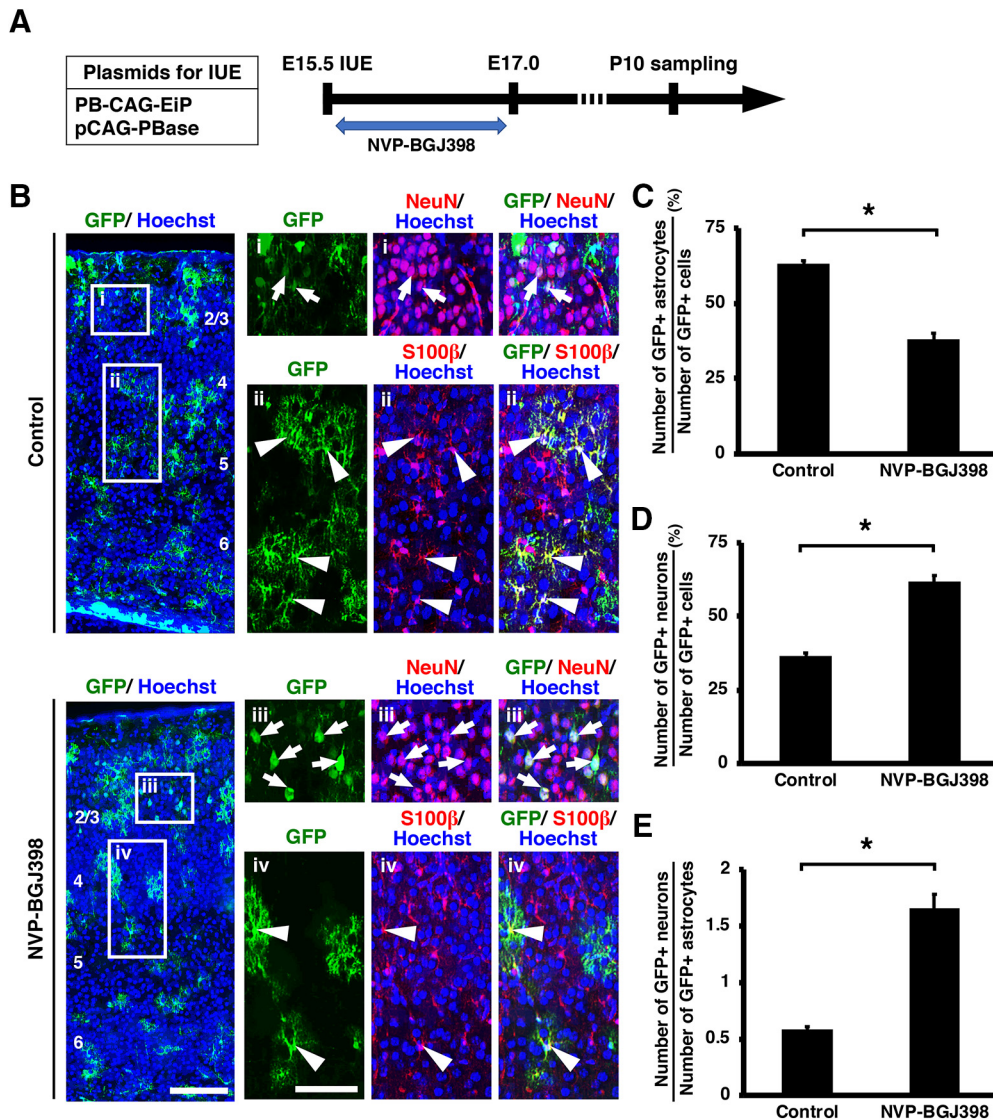 A
Plasmids for IUE
PB-CAG-EiP
pCAG-PBase
E15.5 IUE
E17.0
P10 sampling
NVP-BGJ398
B
Control
GFP/ Hoechst
i
ii
2/3
4
5
6
GFP
NeuN/
Hoechst
GFP/ NeuN/
Hoechst
i
i
i
GFP
S100β/
Hoechst
GFP/ S100β/
Hoechst
ii
ii
ii
NVP-BGJ398
GFP/ Hoechst
iii
iv
2/3
4
5
6
GFP
NeuN/
Hoechst
GFP/ NeuN/
Hoechst
iii
iii
iii
GFP
S100β/
Hoechst
GFP/ S100β/
Hoechst
iv
iv
iv
C
Number of GFP+ astrocytes
Number of GFP+ cells
(%)
75
50
25
0
*
Control
NVP-BGJ398
D
Number of GFP+ neurons
Number of GFP+ cells
(%)
75
50
25
0
*
Control
NVP-BGJ398
E
Number of GFP+ neurons
Number of GFP+ astrocytes
2
1.5
1
0.5
0
*
Control
NVP-BGJ398